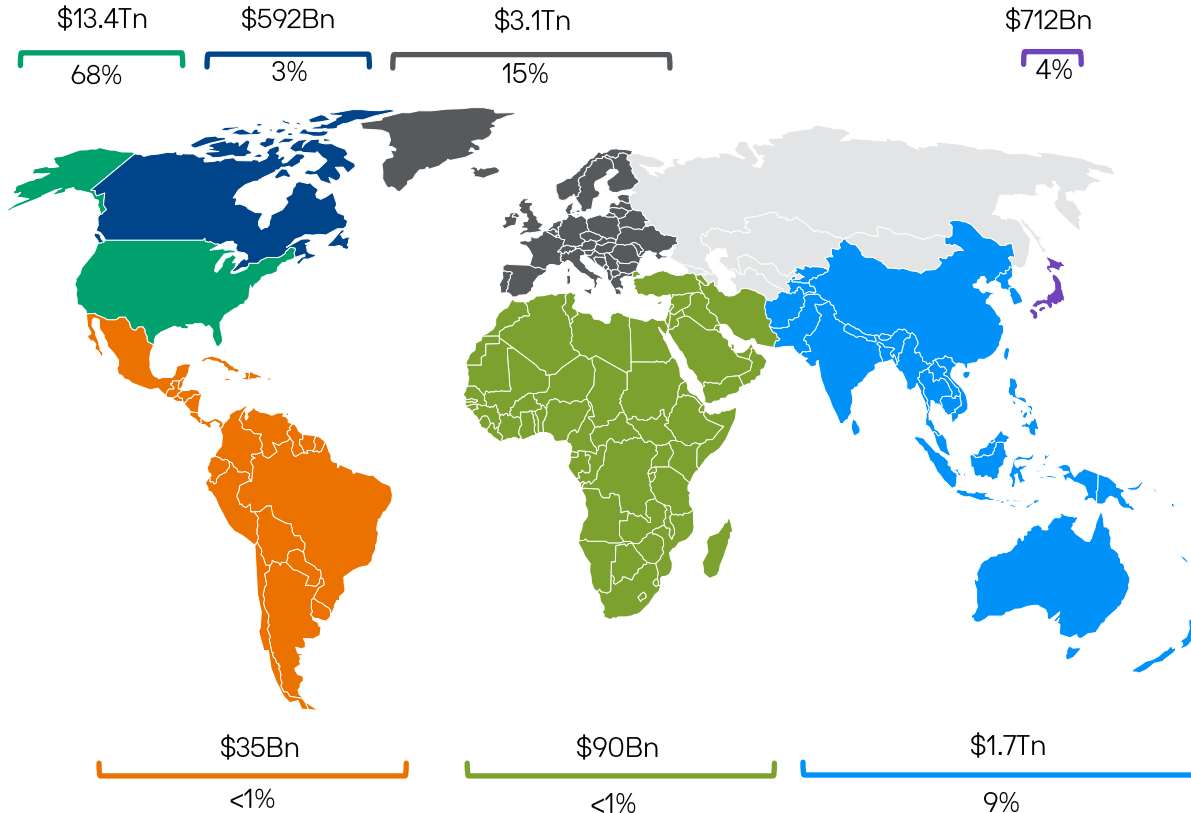 $13.4Tn
68%
$592Bn
3%
$3.1Tn
15%
$712Bn
4%
$35Bn
<1%
$90Bn
<1%
$1.7Tn
9%